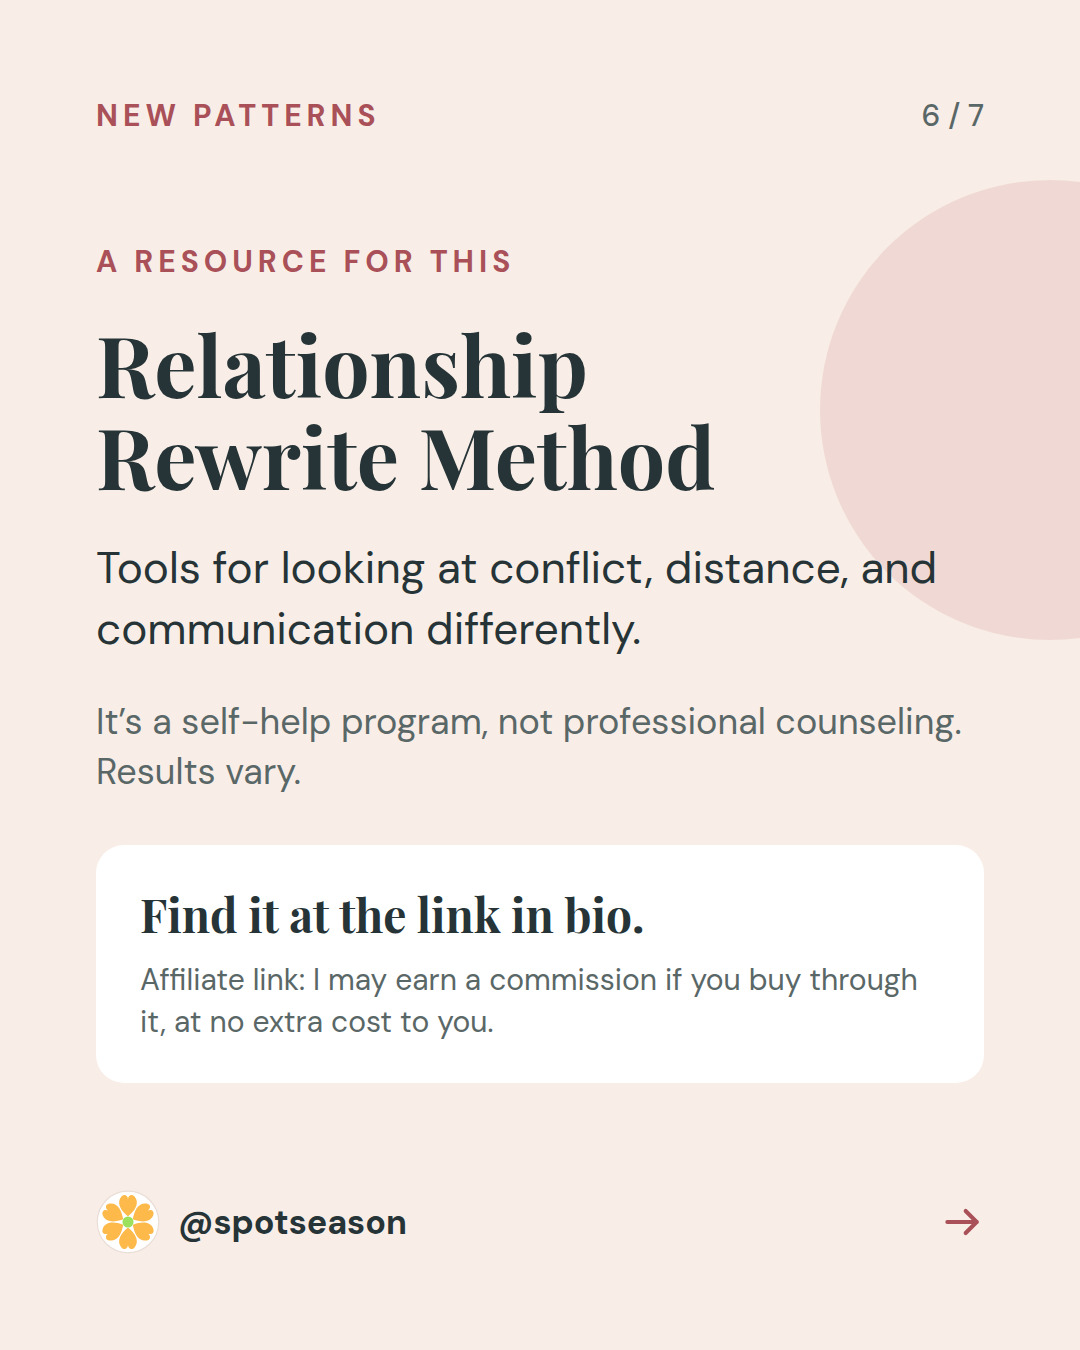 NEW PATTERNS
6 / 7
A RESOURCE FOR THIS
Relationship
Rewrite Method
Tools for looking at conflict, distance, and
communication differently.
It’s a self-help program, not professional counseling.
Results vary.
Find it at the link in bio.
Affiliate link: I may earn a commission if you buy through
it, at no extra cost to you.
@spotseason